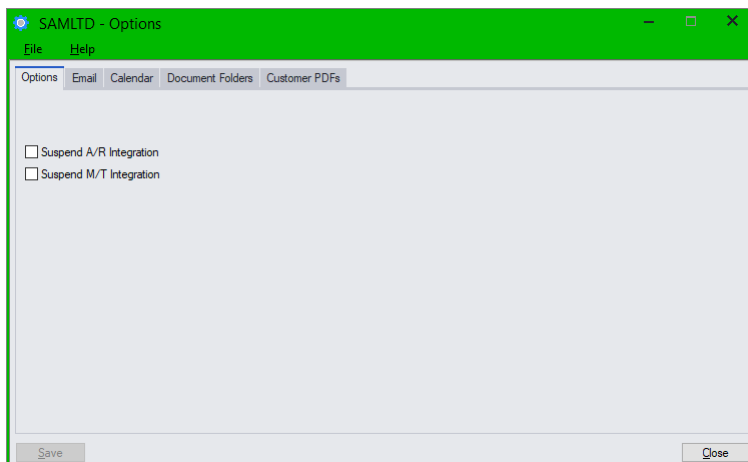 SAMLTD - Options
File Help
Options Email Calendar Document Folders Customer PDFs
Suspend A/R Integration
Suspend M/T Integration
Save Close